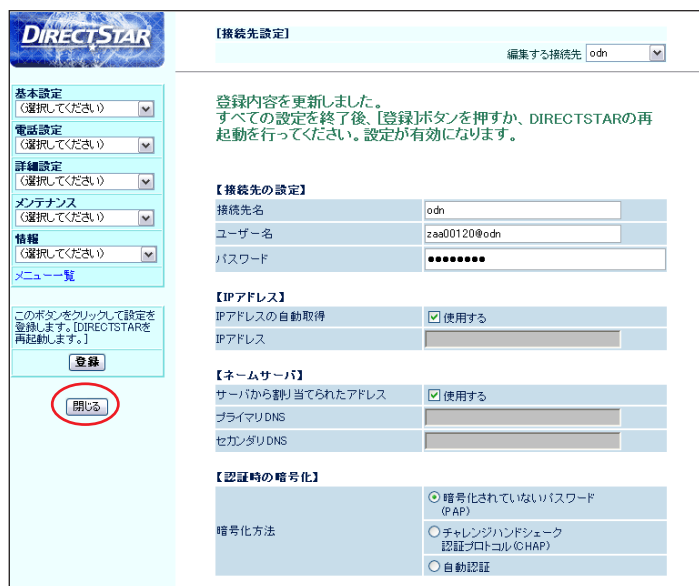 DIRECTSTAR
[接続先設定]
編集する接続先 odn
基本設定
(選択してください)
電話設定
(選択してください)
詳細設定
(選択してください)
メンテナンス
(選択してください)
情報
(選択してください)
メニュー一覧
このボタンをクリックして設定を
登録します。[DIRECTSTARを
再起動します。]
登録
閉じる
登録内容を更新しました。
すべての設定を終了後、[登録]ボタンを押すか、DIRECTSTARの再
起動を行ってください。設定が有効になります。
【接続先の設定】
接続先名 odn
ユーザー名 zaa00120@odn
パスワード ●●●●●●●●
【IPアドレス】
IPアドレスの自動取得 使用する
IPアドレス
【ネームサーバ】
サーバから割り当てられたアドレス 使用する
プライマリDNS
セカンダリDNS
【認証時の暗号化】
暗号化方法
暗号化されていないパスワード
(PAP)
チャレンジハンドシェーク
認証プロトコル(CHAP)
自動認証